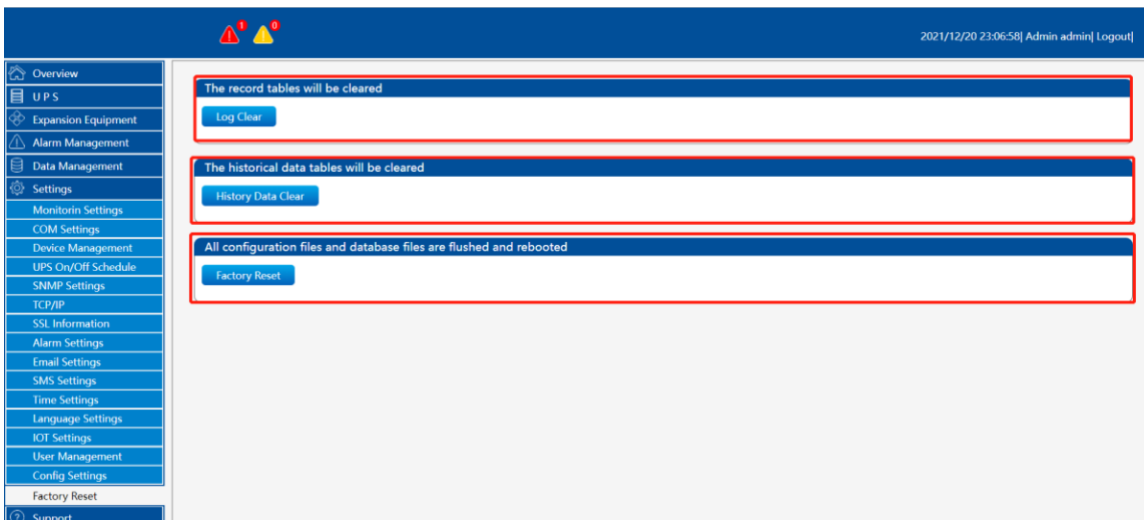 1 0
2021/12/20 23:06:58| Admin admin| Logout|
Overview
UPS
Expansion Equipment
Alarm Management
Data Management
Settings
Monitorin Settings
COM Settings
Device Management
UPS On/Off Schedule
SNMP Settings
TCP/IP
SSL Information
Alarm Settings
Email Settings
SMS Settings
Time Settings
Language Settings
IOT Settings
User Management
Config Settings
Factory Reset
Support
The record tables will be cleared
Log Clear
The historical data tables will be cleared
History Data Clear
All configuration files and database files are flushed and rebooted
Factory Reset